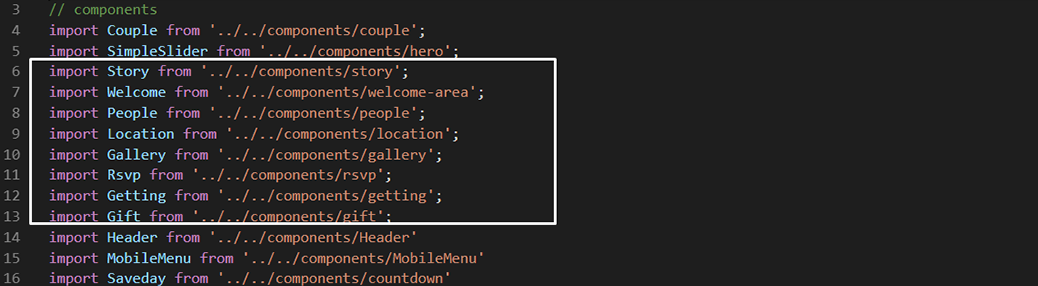 3 // components
4 import Couple from '../../components/couple';
5 import SimpleSlider from '../../components/hero';
6 import Story from '../../components/story';
7 import Welcome from '../../components/welcome-area';
8 import People from '../../components/people';
9 import Location from '../../components/location';
10 import Gallery from '../../components/gallery';
11 import Rsvp from '../../components/rsvp';
12 import Getting from '../../components/getting';
13 import Gift from '../../components/gift';
14 import Header from '../../components/Header'
15 import MobileMenu from '../../components/MobileMenu'
16 import Saveday from '../../components/countdown'